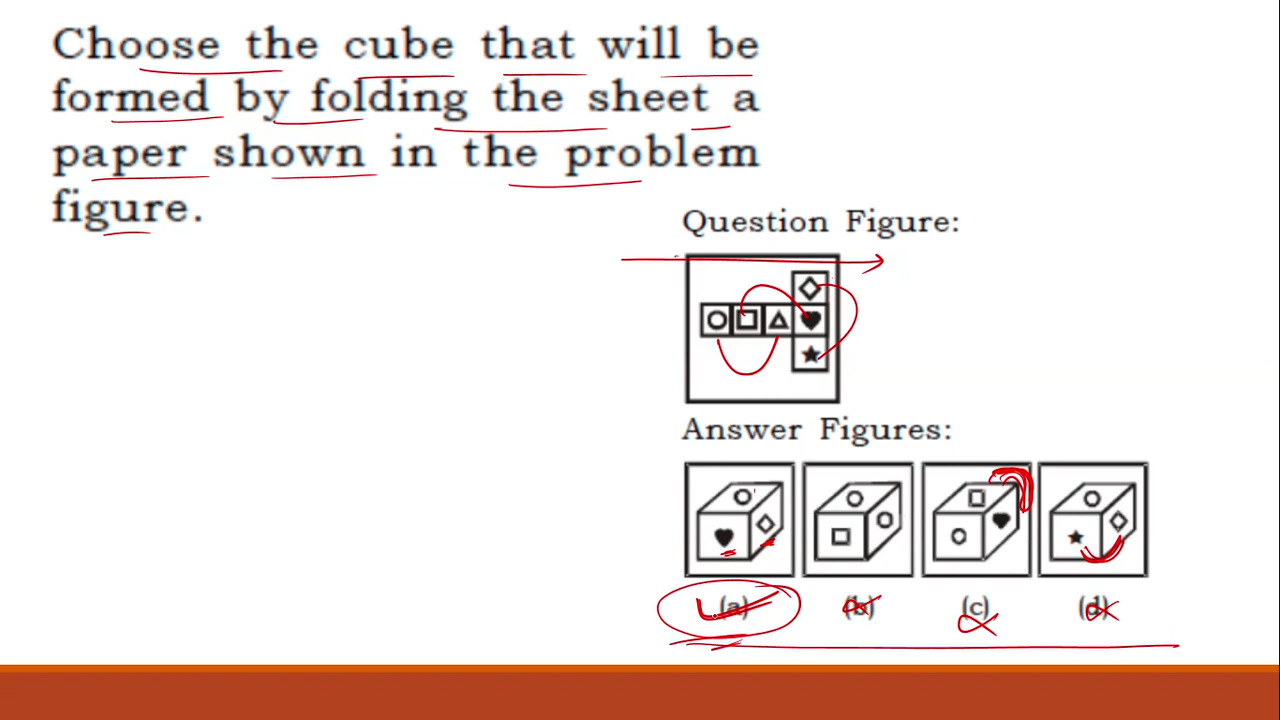 Choose the cube that will be
formed by folding the sheet a
paper shown in the problem
figure.
Question Figure:
Answer Figures:
(a) (b) (c) (d)